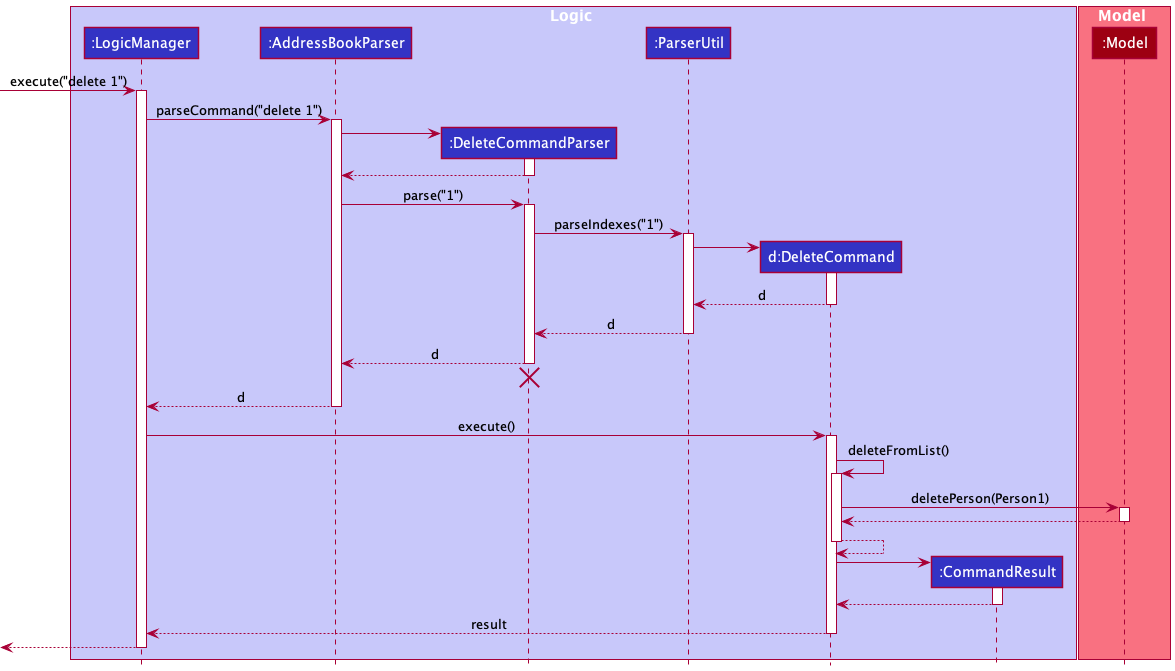 Logic
Model
:LogicManager
:AddressBookParser
:ParserUtil
:Model
execute("delete 1")
parseCommand("delete 1")
:DeleteCommandParser
parse("1")
parseIndexes("1")
d:DeleteCommand
d
d
d
d
execute()
deleteFromList()
deletePerson(Person1)
:CommandResult
result